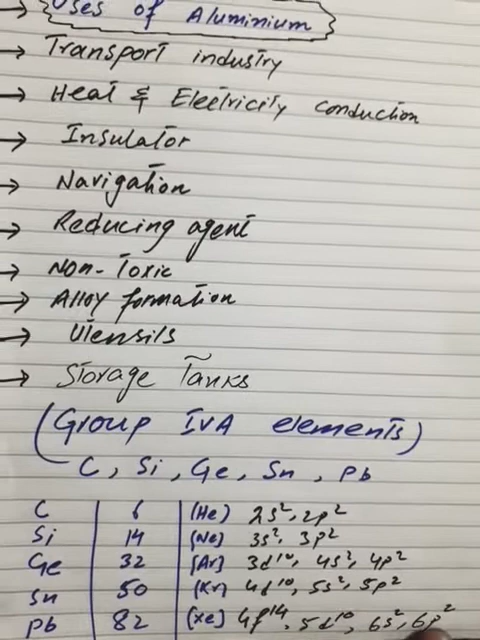 → Uses of Aluminium
→ Transport industry
→ Heat & Electricity conduction
→ Insulator
→ Navigation
→ Reducing agent
→ Non-Toxic
→ Alloy formation
→ Utensils
→ Storage Tanks
(Group IVA elements)
C, Si, Ge, Sn, Pb
C | 6 | [He] 2s², 2p²
Si | 14 | [Ne] 3s², 3p²
Ge | 32 | [Ar] 3d¹⁰, 4s², 4p²
Sn | 50 | (Kr) 4d¹⁰, 5s², 5p²
Pb | 82 | (Xe) 4f¹⁴, 5d¹⁰, 6s², 6p²